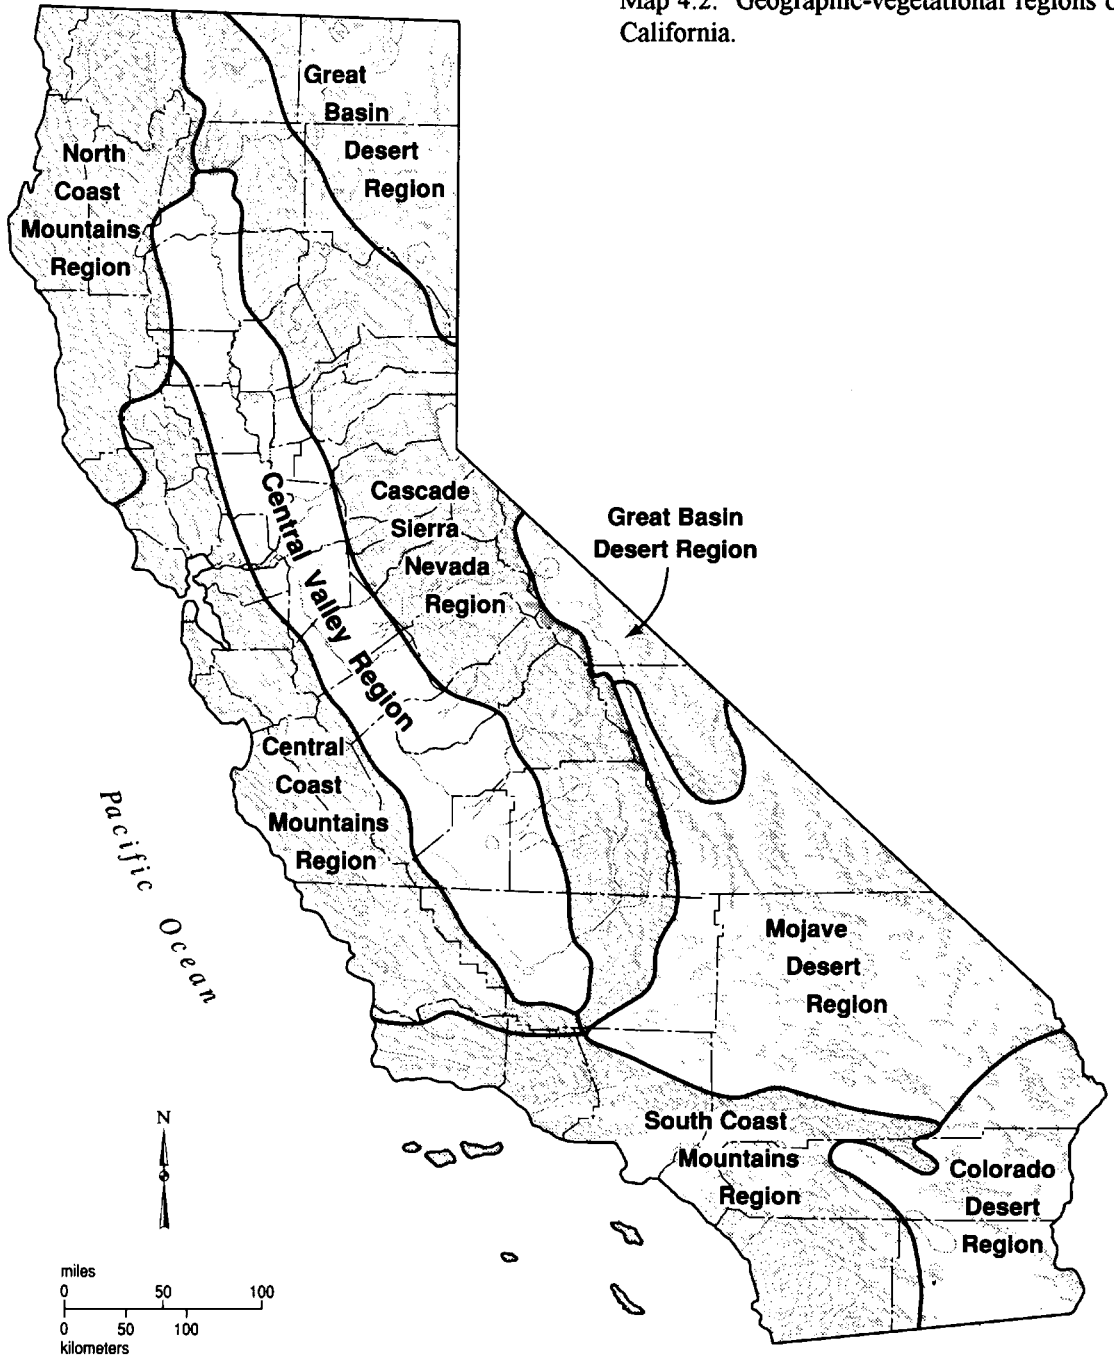 Map 4.2. Geographic-vegetational regions
California.
Great
Basin
Desert
Region
North
Coast
Mountains
Region
Cascade
Sierra
Nevada
Region
Great Basin
Desert Region
Central Valley Region
Central
Coast
Mountains
Region
Pacific Ocean
Mojave
Desert
Region
South Coast
Mountains
Region
Colorado
Desert
Region
N
miles
0 50 100
0 50 100
kilometers